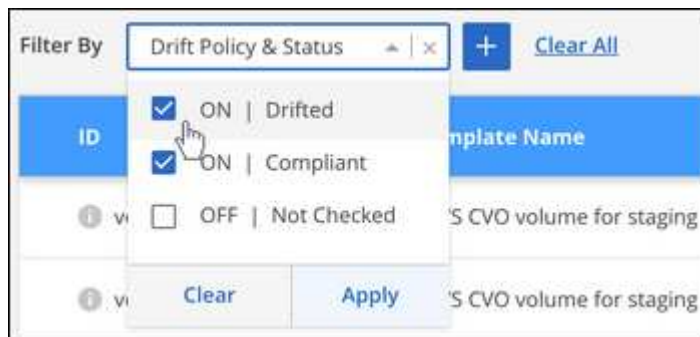 Filter By Drift Policy & Status Clear All
ON | Drifted
ID mplate Name
ON | Compliant
OFF | Not Checked
CVO volume for staging
Clear Apply
CVO volume for staging